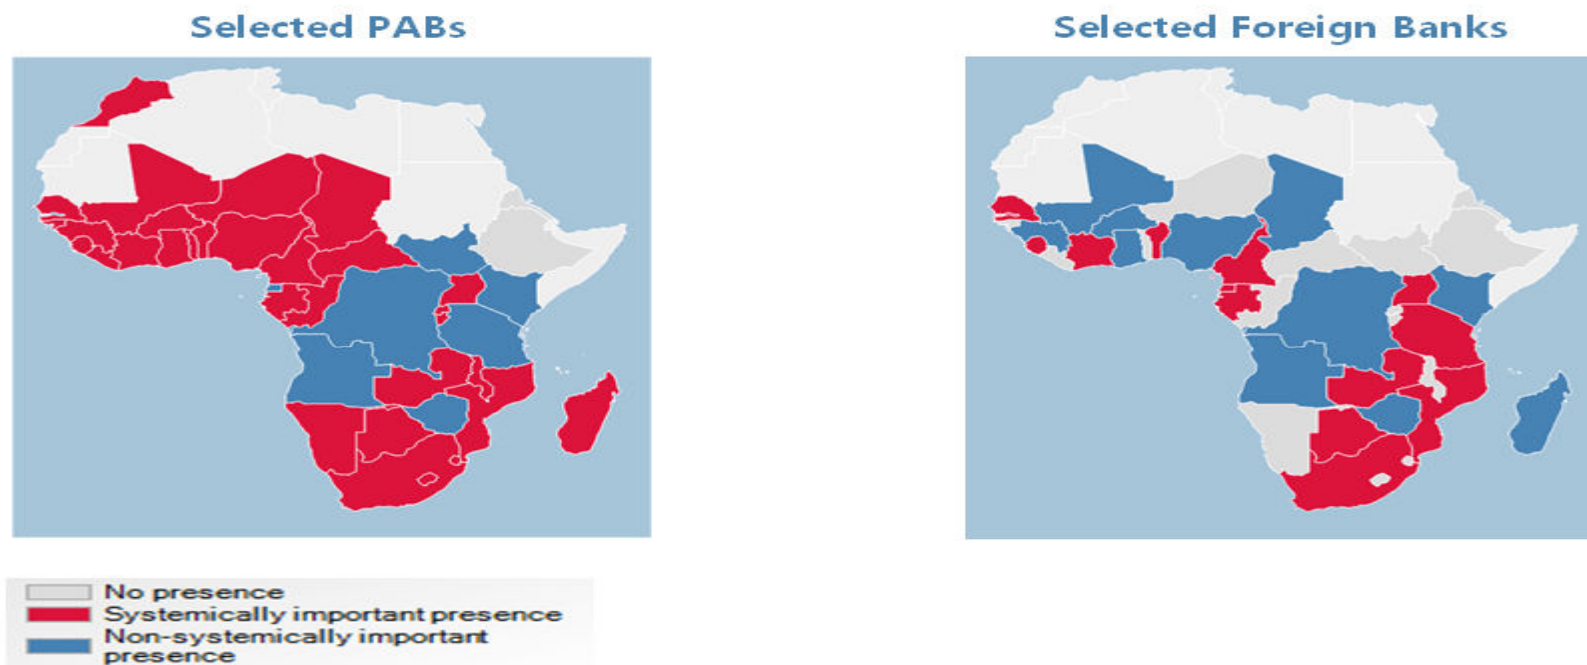 Selected PABs
Selected Foreign Banks
No presence
Systemically important presence
Non-systemically important
presence